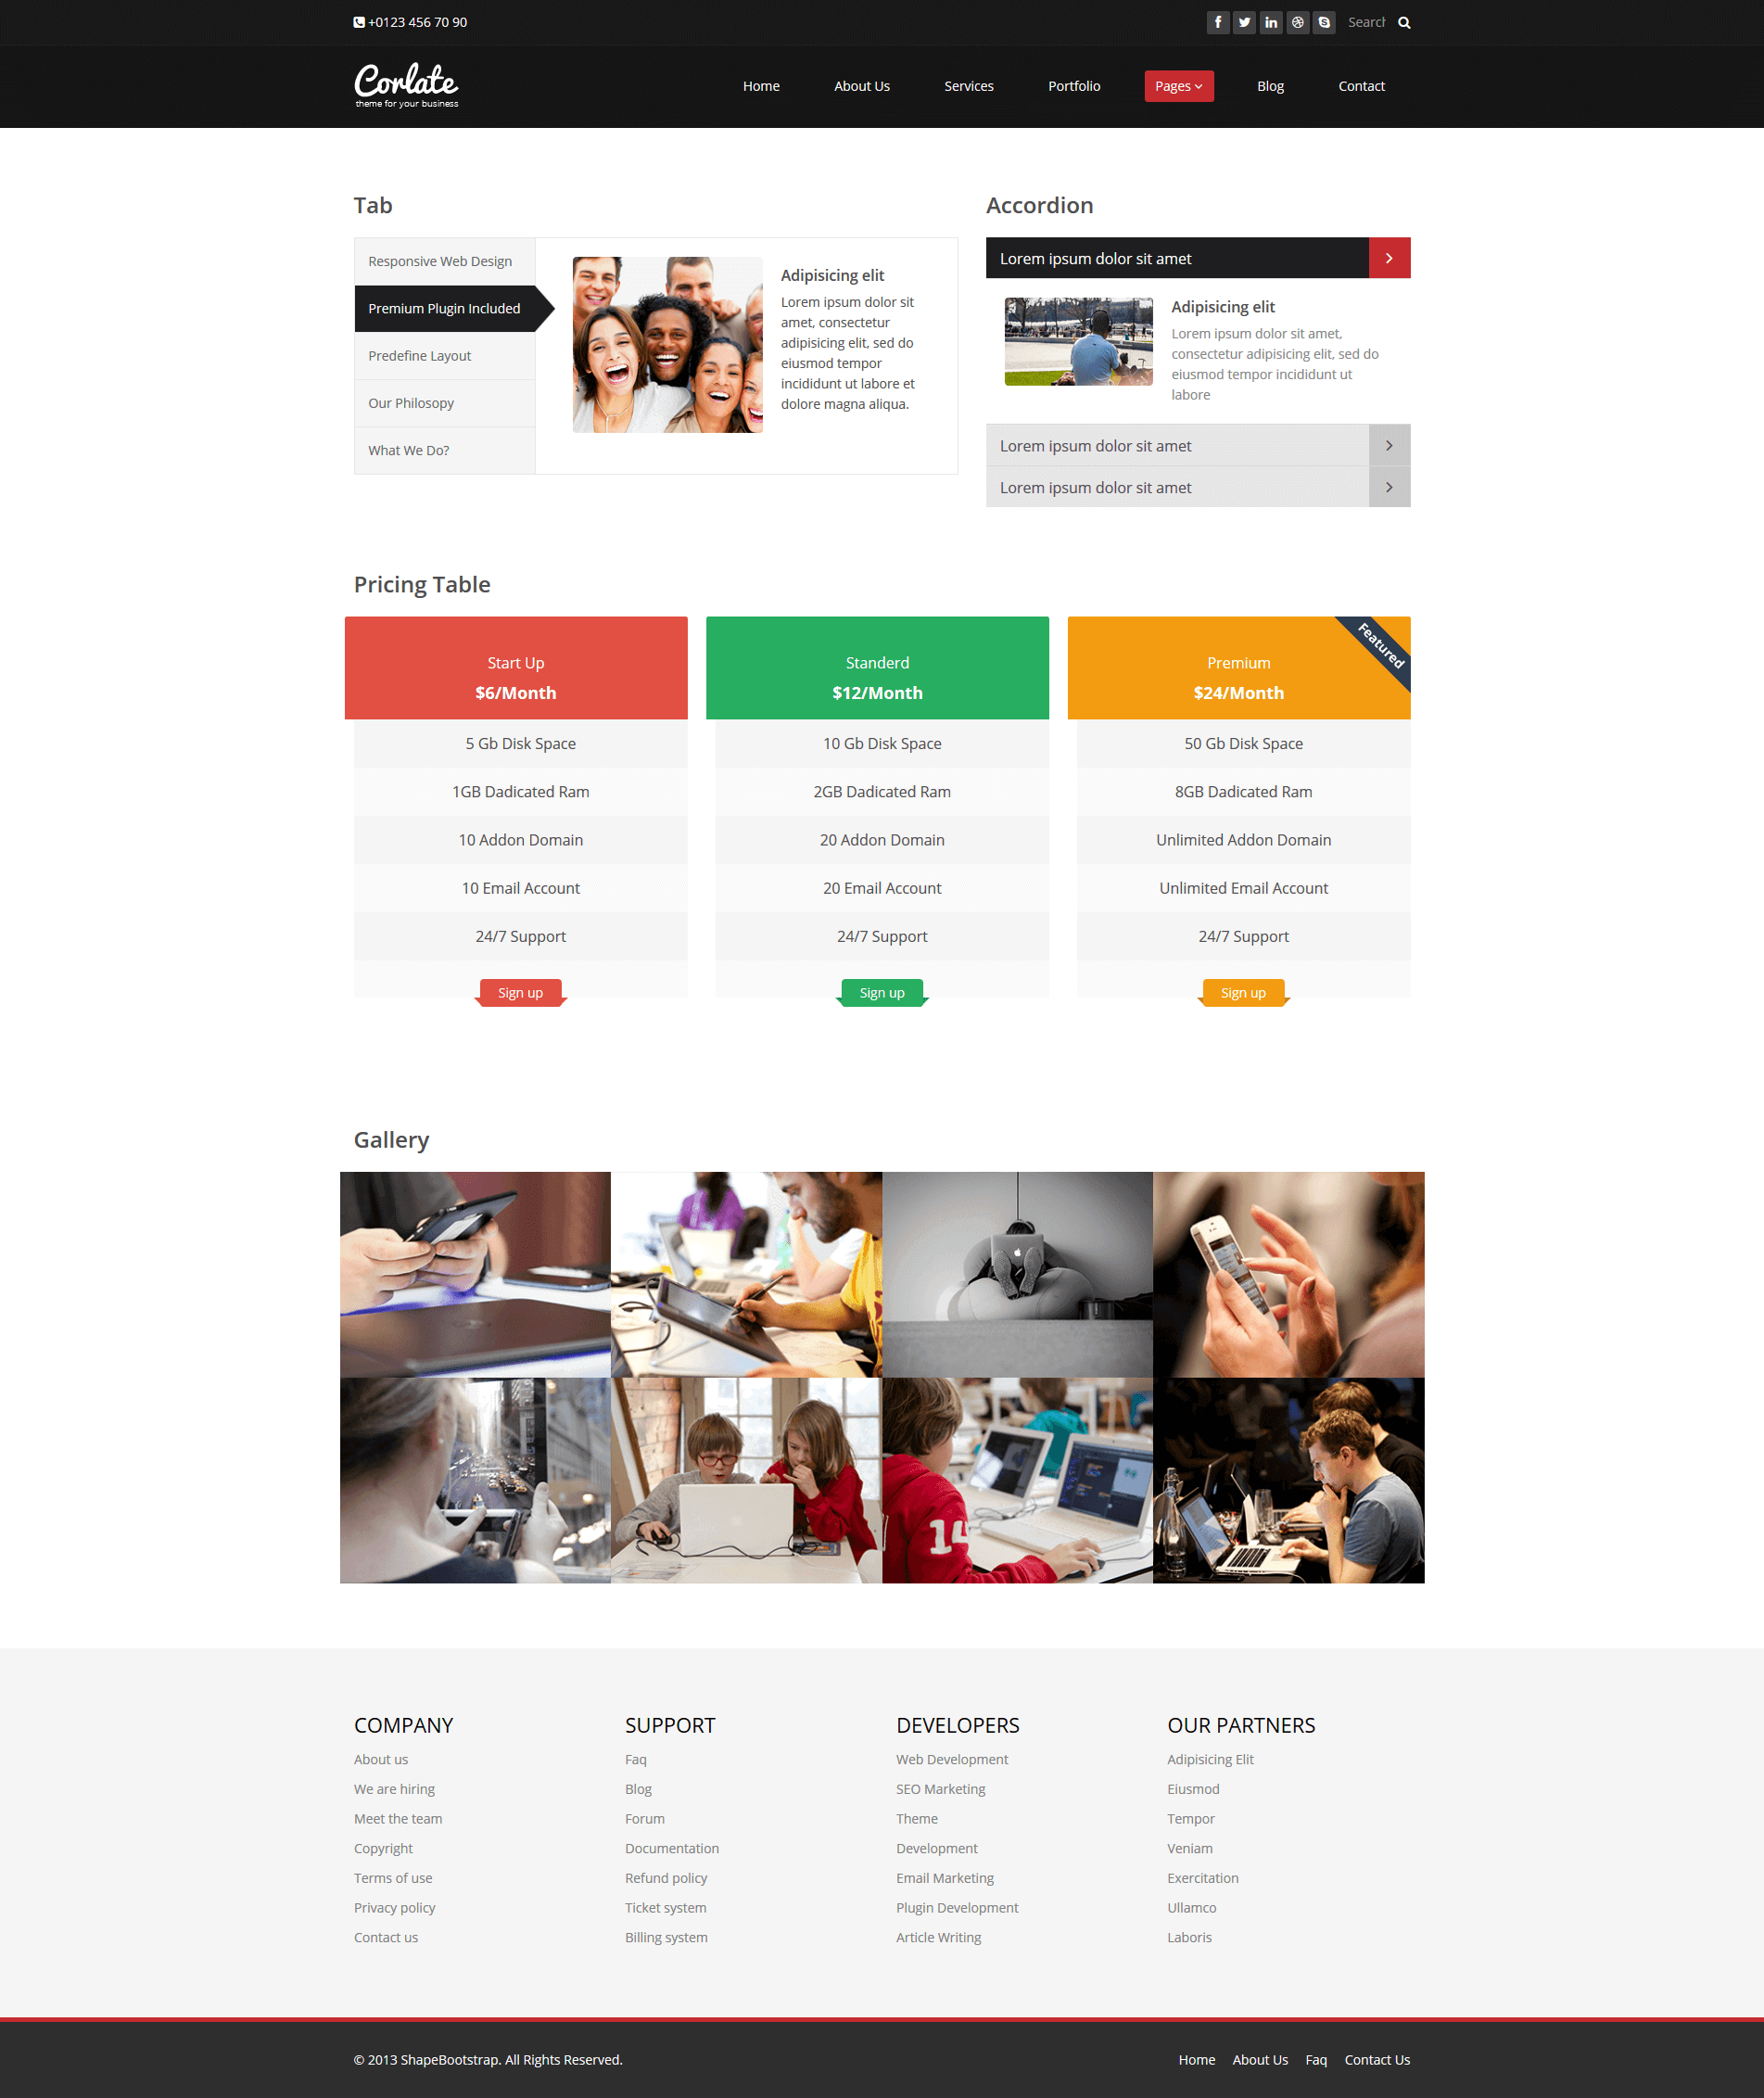 +0123 456 70 90
Search
Corlate
theme for your business
Home About Us Services Portfolio Pages Blog Contact
Tab
Responsive Web Design
Premium Plugin Included
Predefine Layout
Our Philosopy
What We Do?
Adipisicing elit
Lorem ipsum dolor sit
amet, consectetur
adipisicing elit, sed do
eiusmod tempor
incididunt ut labore et
dolore magna aliqua.
Accordion
Lorem ipsum dolor sit amet
Adipisicing elit
Lorem ipsum dolor sit amet,
consectetur adipisicing elit, sed do
eiusmod tempor incididunt ut
labore
Lorem ipsum dolor sit amet
Lorem ipsum dolor sit amet
Pricing Table
Start Up
$6/Month
5 Gb Disk Space
1GB Dadicated Ram
10 Addon Domain
10 Email Account
24/7 Support
Sign up
Standerd
$12/Month
10 Gb Disk Space
2GB Dadicated Ram
20 Addon Domain
20 Email Account
24/7 Support
Sign up
Featured
Premium
$24/Month
50 Gb Disk Space
8GB Dadicated Ram
Unlimited Addon Domain
Unlimited Email Account
24/7 Support
Sign up
Gallery
14
COMPANY
About us
We are hiring
Meet the team
Copyright
Terms of use
Privacy policy
Contact us
SUPPORT
Faq
Blog
Forum
Documentation
Refund policy
Ticket system
Billing system
DEVELOPERS
Web Development
SEO Marketing
Theme
Development
Email Marketing
Plugin Development
Article Writing
OUR PARTNERS
Adipisicing Elit
Eiusmod
Tempor
Veniam
Exercitation
Ullamco
Laboris
© 2013 ShapeBootstrap. All Rights Reserved.
Home About Us Faq Contact Us